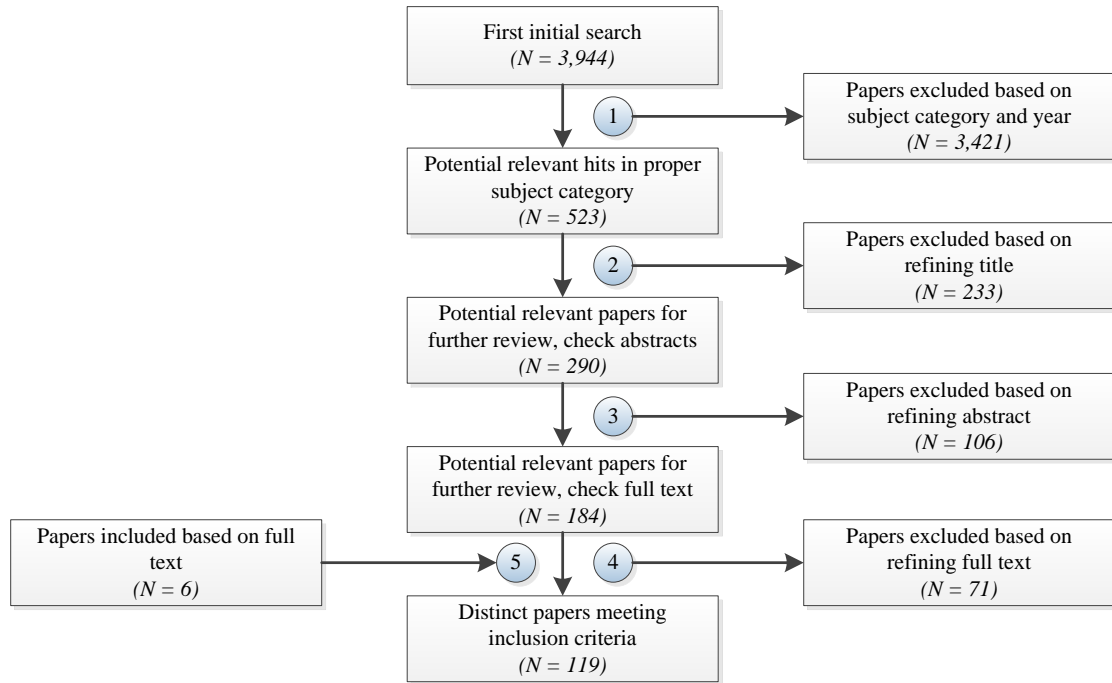 First initial search
(N = 3,944)
1
Papers excluded based on
subject category and year
(N = 3,421)
Potential relevant hits in proper
subject category
(N = 523)
2
Papers excluded based on
refining title
(N = 233)
Potential relevant papers for
further review, check abstracts
(N = 290)
3
Papers excluded based on
refining abstract
(N = 106)
Potential relevant papers for
further review, check full text
(N = 184)
Papers included based on full
text
(N = 6)
5
4
Papers excluded based on
refining full text
(N = 71)
Distinct papers meeting
inclusion criteria
(N = 119)